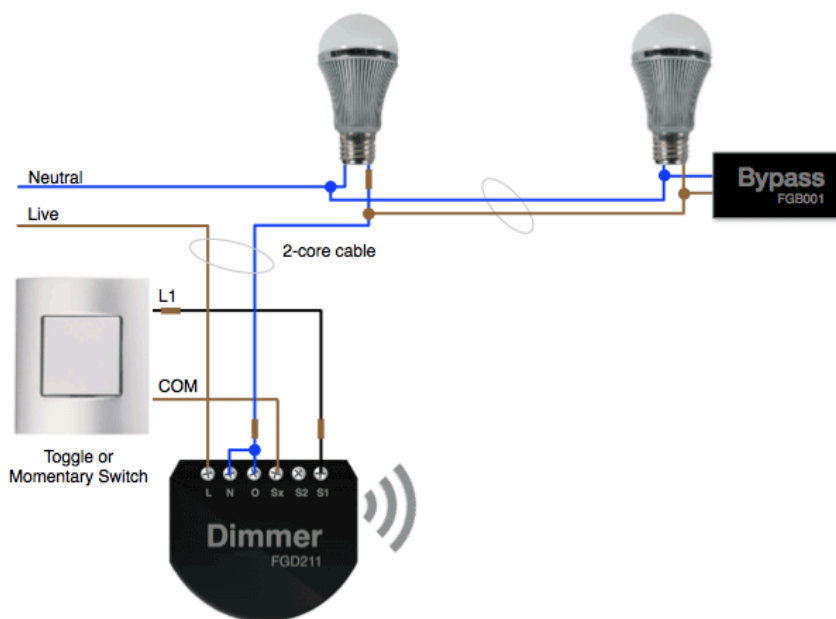 Neutral
Bypass
FGB001
Live
2-core cable
L1
COM
Toggle or
Momentary Switch
L N O Sx S2 S1
Dimmer
FGD211